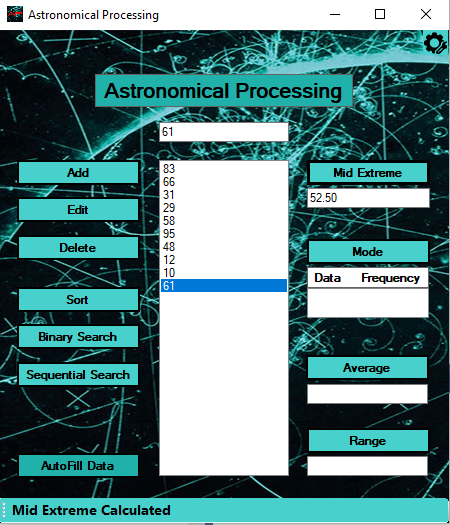 Astronomical Processing
Astronomical Processing
61
Add
Edit
Delete
Sort
Binary Search
Sequential Search
AutoFill Data
83
66
31
29
58
95
48
12
10
61
Mid Extreme
52.50
Mode
Data Frequency
Average
Range
Mid Extreme Calculated